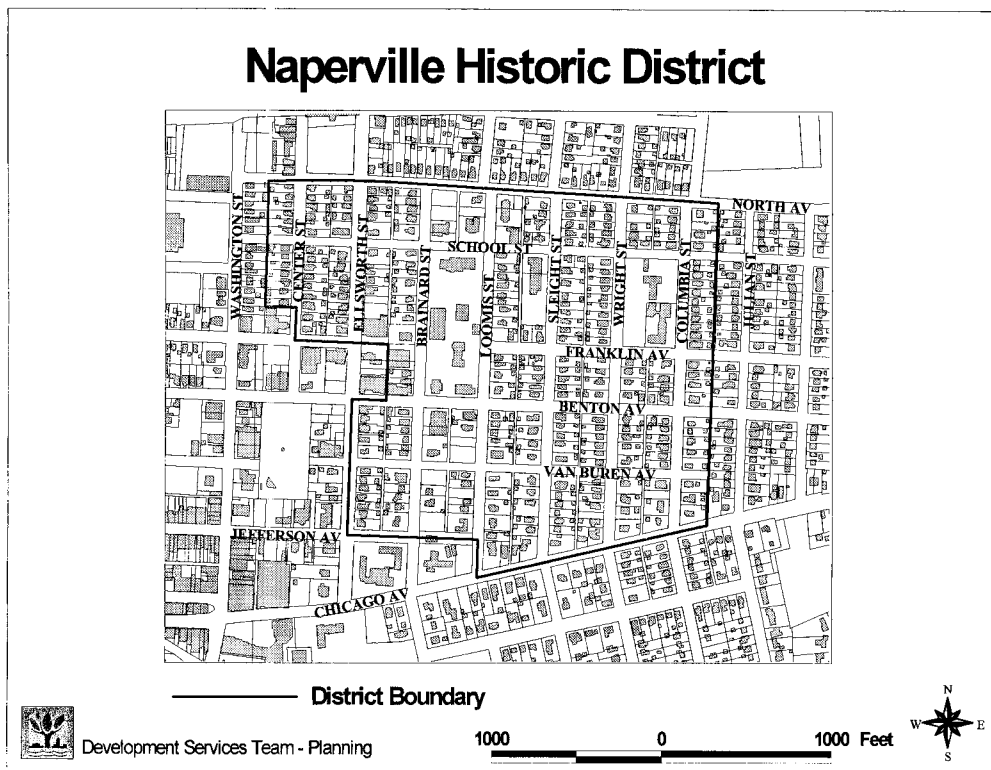 Naperville Historic District
NORTH AV
WASHINGTON ST
CENTER ST
ELLSWORTH ST
BRAINARD ST
SCHOOL ST
LOOMIS ST
SLEIGHT ST
WRIGHT ST
COLUMBIA ST
JULIAN ST
FRANKLIN AV
BENTON AV
VAN BUREN AV
JEFFERSON AV
CHICAGO AV
District Boundary
Development Services Team - Planning
1000 0 1000 Feet
N
W E
S